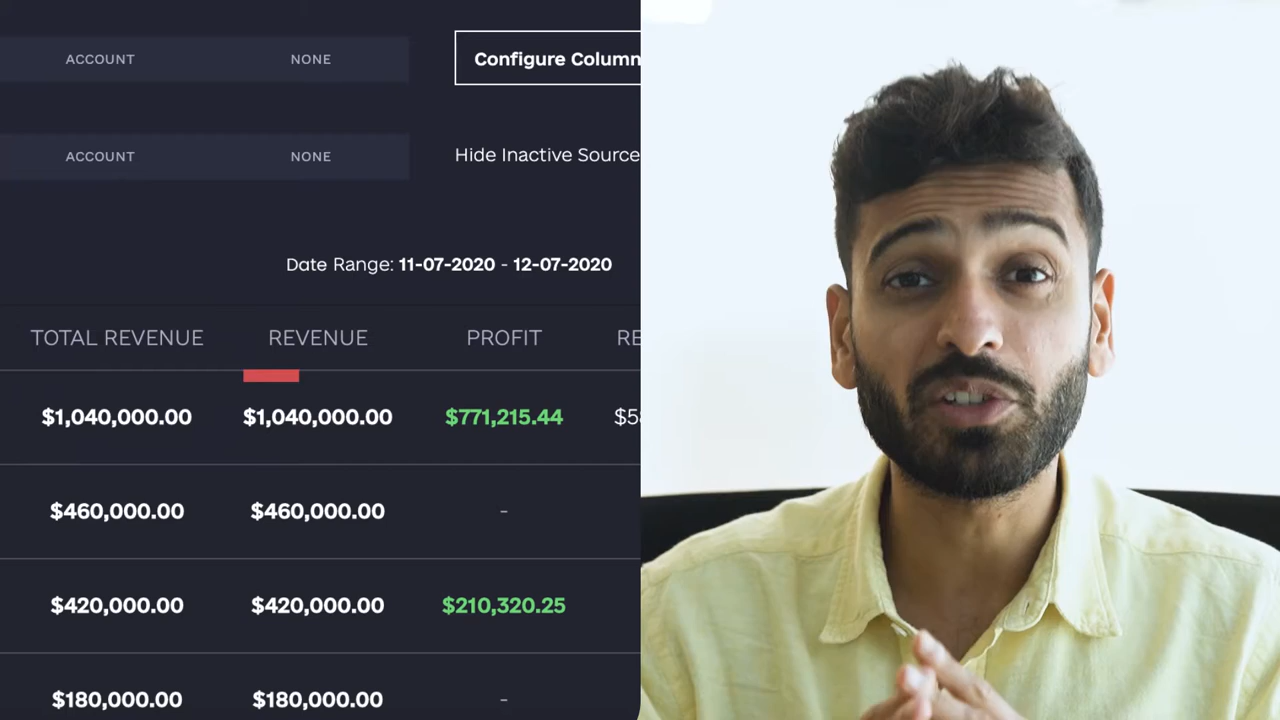 ACCOUNT NONE Configure Column
ACCOUNT NONE Hide Inactive Source
Date Range: 11-07-2020 - 12-07-2020
TOTAL REVENUE REVENUE PROFIT RE
$1,040,000.00 $1,040,000.00 $771,215.44 $58
$460,000.00 $460,000.00 -
$420,000.00 $420,000.00 $210,320.25
$180,000.00 $180,000.00 -